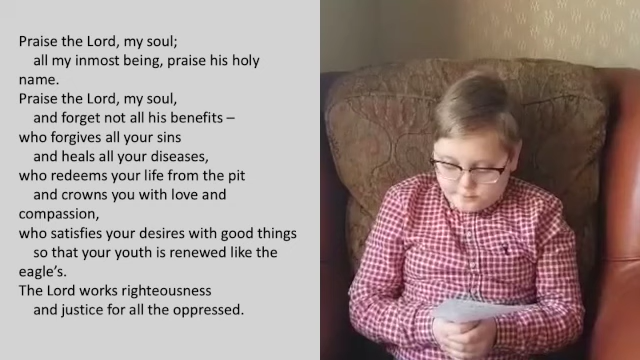 Praise the Lord, my soul;
all my inmost being, praise his holy
name.
Praise the Lord, my soul,
and forget not all his benefits –
who forgives all your sins
and heals all your diseases,
who redeems your life from the pit
and crowns you with love and
compassion,
who satisfies your desires with good things
so that your youth is renewed like the
eagle’s.
The Lord works righteousness
and justice for all the oppressed.